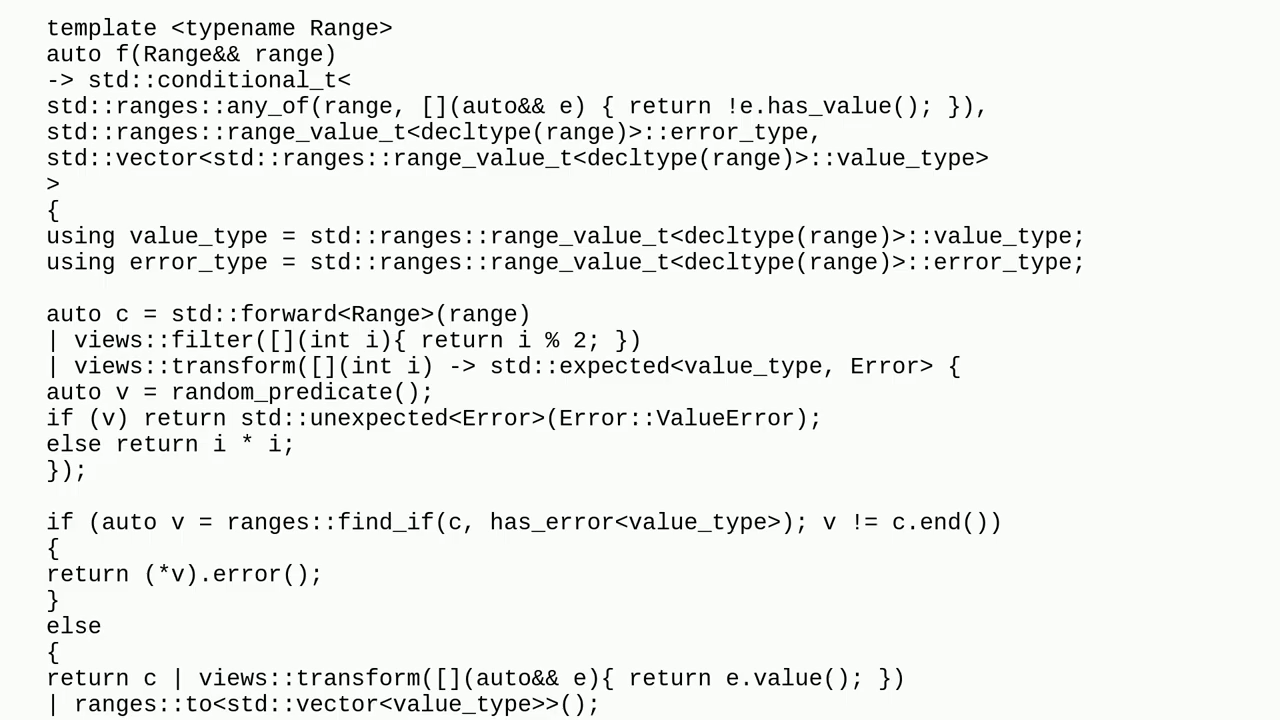 template <typename Range>
auto f(Range&& range)
-> std::conditional_t<
std::ranges::any_of(range, [](auto&& e) { return !e.has_value(); }),
std::ranges::range_value_t<decltype(range)>::error_type,
std::vector<std::ranges::range_value_t<decltype(range)>::value_type>
>
{
using value_type = std::ranges::range_value_t<decltype(range)>::value_type;
using error_type = std::ranges::range_value_t<decltype(range)>::error_type;

auto c = std::forward<Range>(range)
| views::filter([](int i){ return i % 2; })
| views::transform([](int i) -> std::expected<value_type, Error> {
auto v = random_predicate();
if (v) return std::unexpected<Error>(Error::ValueError);
else return i * i;
});

if (auto v = ranges::find_if(c, has_error<value_type>); v != c.end())
{
return (*v).error();
}
else
{
return c | views::transform([](auto&& e){ return e.value(); })
| ranges::to<std::vector<value_type>>();